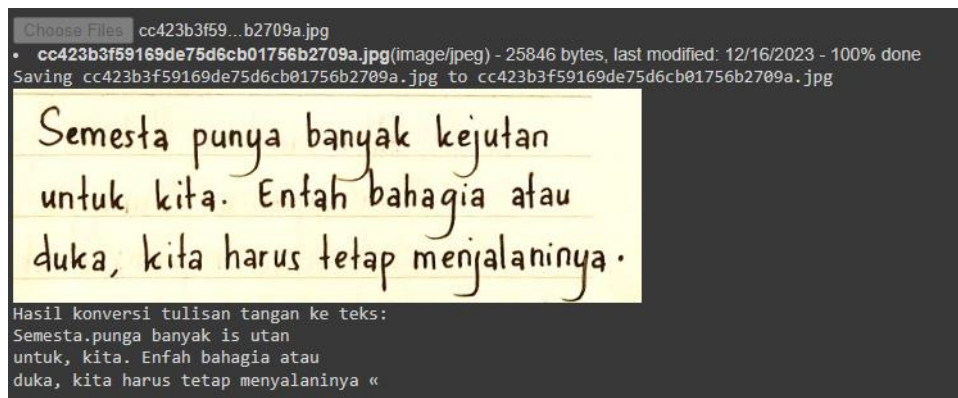 Choose Files cc423b3f59...b2709a.jpg
• cc423b3f59169de75d6cb01756b2709a.jpg(image/jpeg) - 25846 bytes, last modified: 12/16/2023 - 100% done
Saving cc423b3f59169de75d6cb01756b2709a.jpg to cc423b3f59169de75d6cb01756b2709a.jpg
Semesta punya banyak kejutan
untuk kita. Entah bahagia atau
duka, kita harus tetap menjalaninya.
Hasil konversi tulisan tangan ke teks:
Semesta.punga banyak is utan
untuk, kita. Enfah bahagia atau
duka, kita harus tetap menyalaninya «